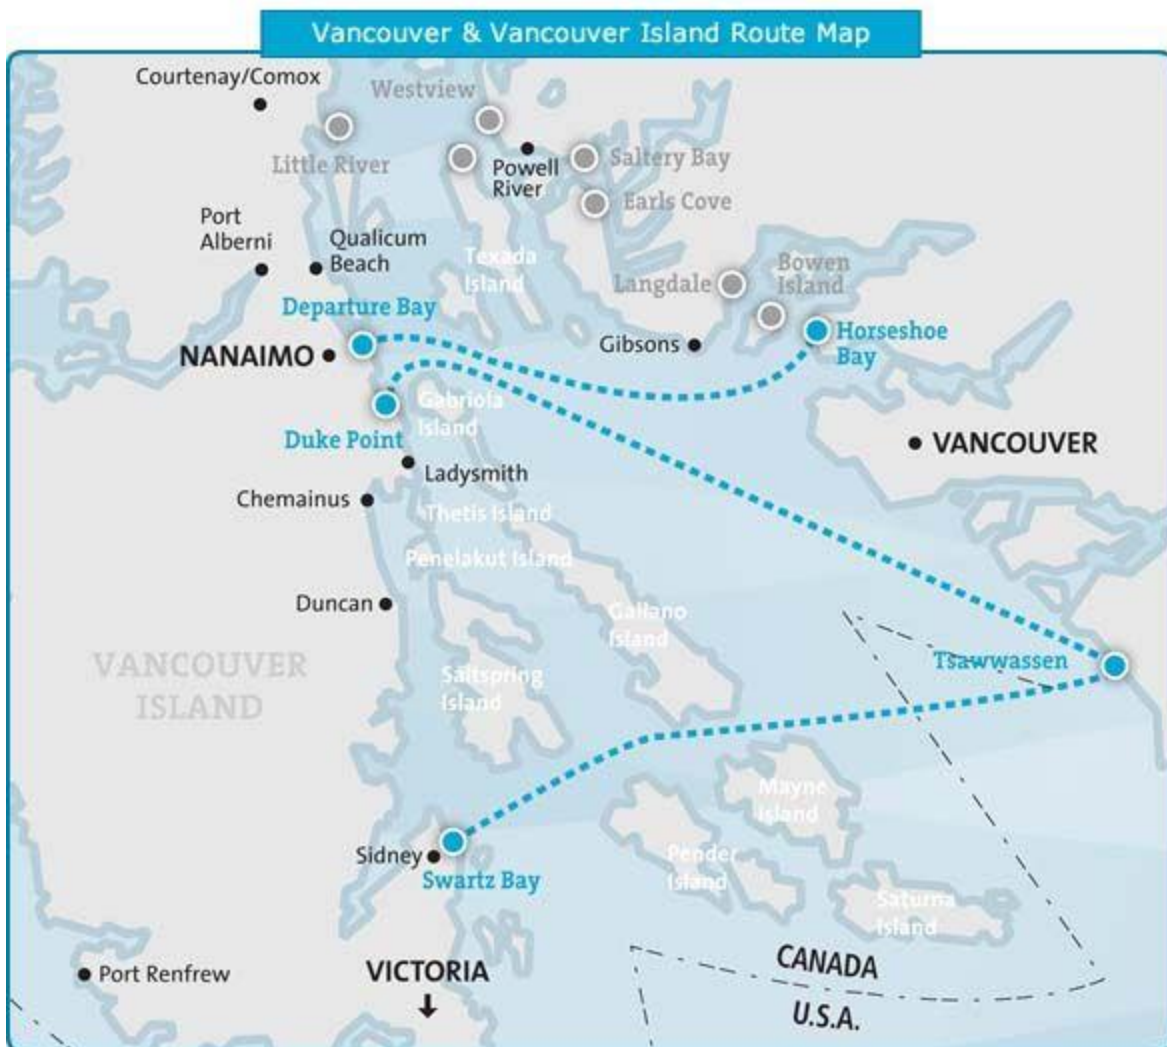 Vancouver & Vancouver Island Route Map
Courtenay/Comox
Westview
Little River
Powell
River
Saltery Bay
Earls Cove
Port
Alberni
Qualicum
Beach
Texada
Island
Langdale
Bowen
Island
Departure Bay
NANAIMO
Gibsons
Horseshoe
Bay
Gabriola
Island
Duke Point
VANCOUVER
Ladysmith
Chemainus
Thetis Island
Penelakut Island
Duncan
Galiano
Island
VANCOUVER
ISLAND
Saltspring
Island
Tsawwassen
Mayne
Island
Sidney
Swartz Bay
Pender
Island
Saturna
Island
Port Renfrew
VICTORIA
CANADA
U.S.A.